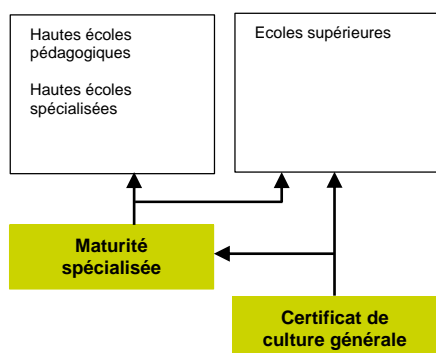 Hautes écoles
pédagogiques
Hautes écoles
spécialisées
Ecoles supérieures
Maturité
spécialisée
Certificat de
culture générale